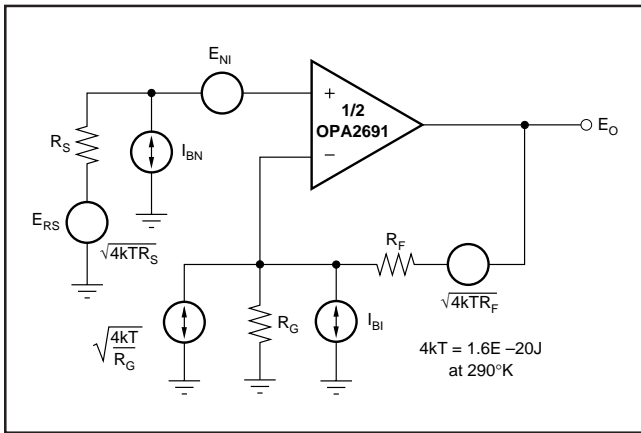 E_NI
+
1/2
OPA2691
−
E_O
R_S
I_BN
E_RS
√4kTR_S
R_F
√4kTR_F
√4kT/R_G
R_G
I_BI
4kT = 1.6E –20J
at 290°K